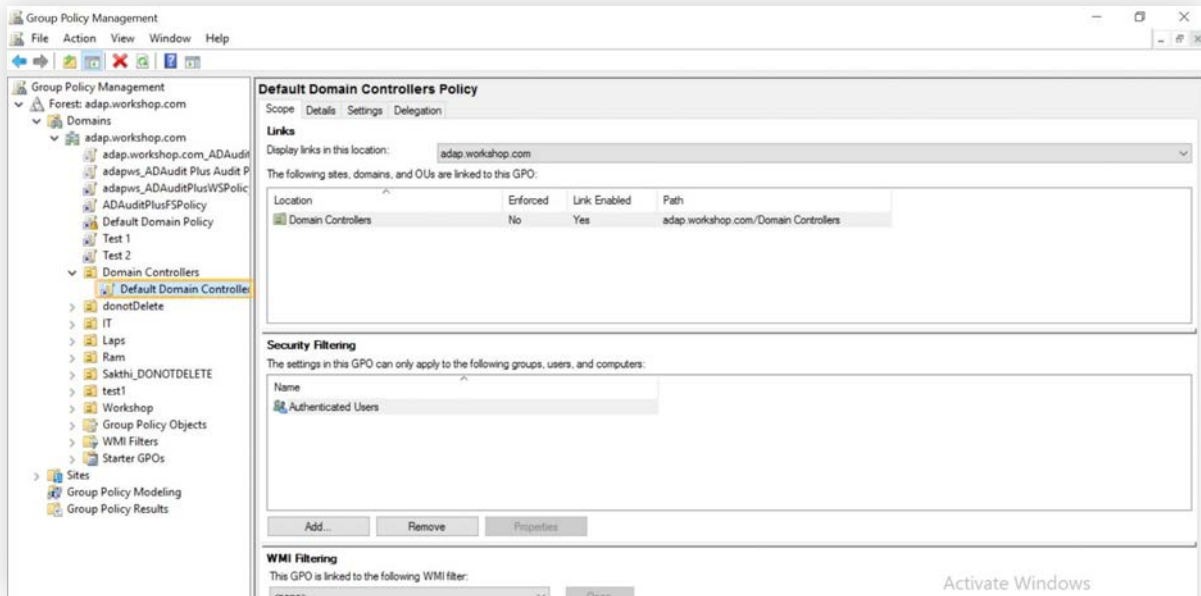 Group Policy Management
File Action View Window Help
Group Policy Management
Forest: adap.workshop.com
Domains
adap.workshop.com
adap.workshop.com_ADAudit
adapws_ADAudit Plus Audit P
adapws_ADAuditPlusWSPolic
ADAuditPlusFSPolicy
Default Domain Policy
Test 1
Test 2
Domain Controllers
Default Domain Controller
donotDelete
IT
Laps
Ram
Sakthi_DONOTDELETE
test1
Workshop
Group Policy Objects
WMI Filters
Starter GPOs
Sites
Group Policy Modeling
Group Policy Results
Default Domain Controllers Policy
Scope Details Settings Delegation
Links
Display links in this location: adap.workshop.com
The following sites, domains, and OUs are linked to this GPO:
Location Enforced Link Enabled Path
Domain Controllers No Yes adap.workshop.com/Domain Controllers
Security Filtering
The settings in this GPO can only apply to the following groups, users, and computers:
Name
Authenticated Users
Add... Remove Properties
WMI Filtering
This GPO is linked to the following WMI filter:
Activate Windows